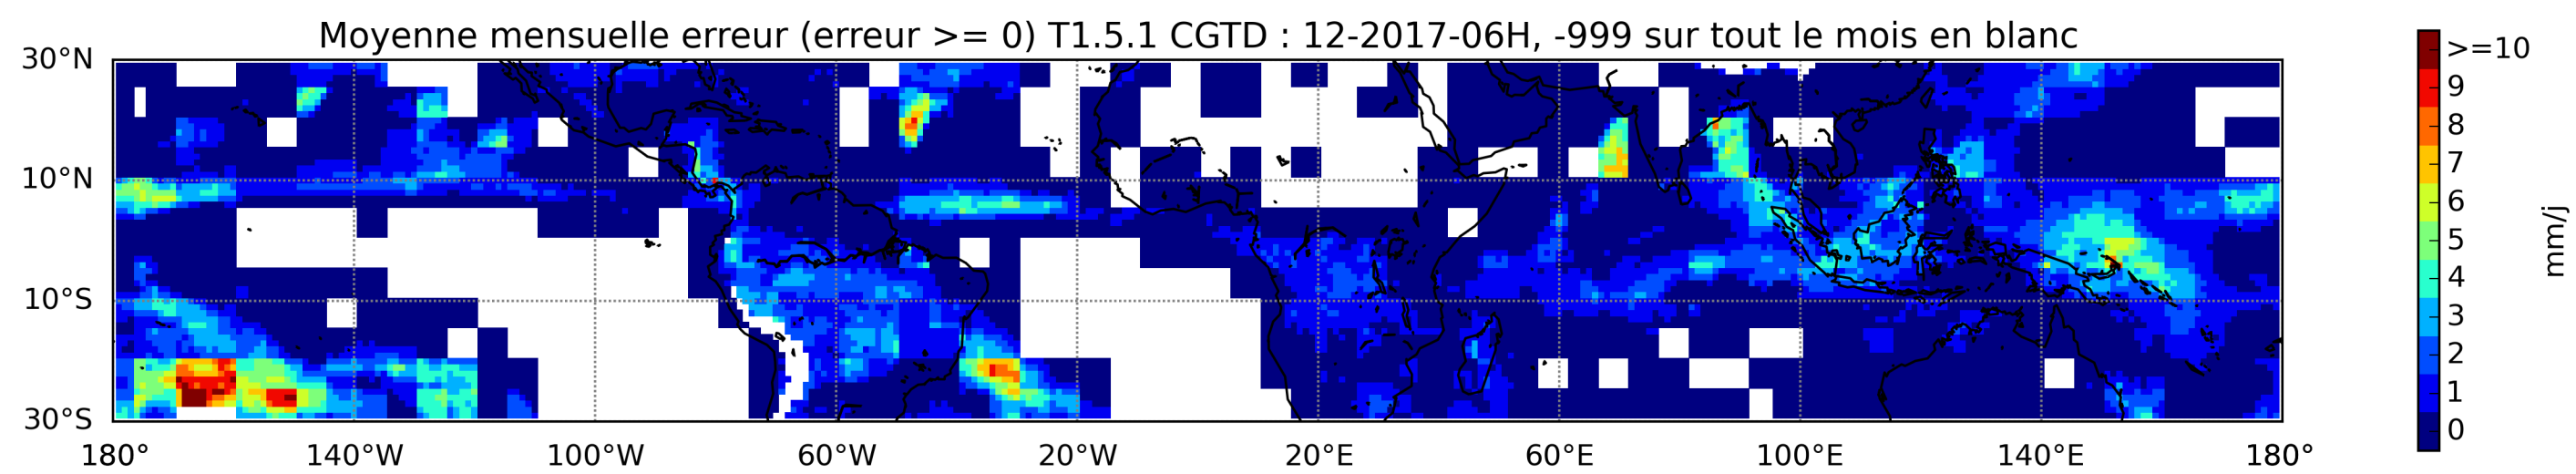 Moyenne mensuelle erreur (erreur >= 0) T1.5.1 CGTD : 12-2017-06H, -999 sur tout le mois en blanc
30°N
10°N
10°S
30°S
180° 140°W 100°W 60°W 20°W 20°E 60°E 100°E 140°E 180°
>=10
9
8
7
6
5
4
3
2
1
0
mm/j